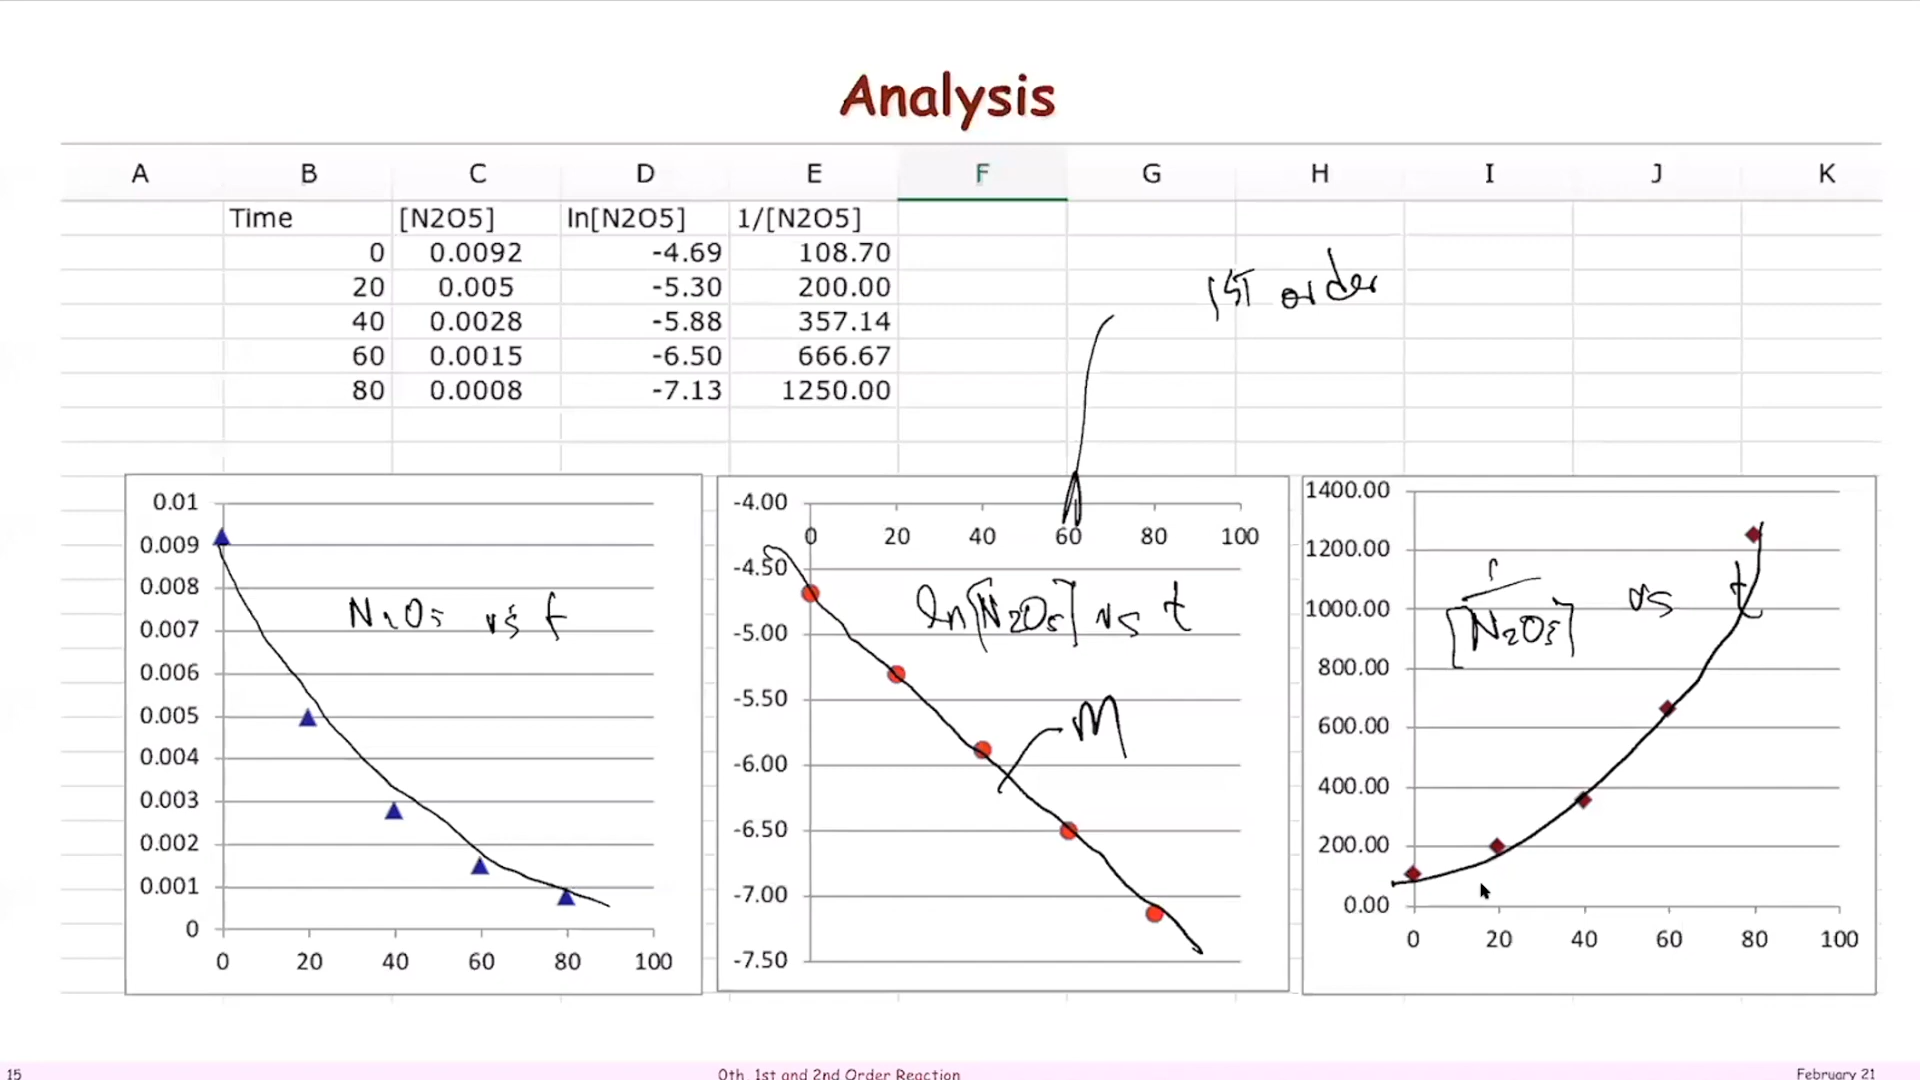 Analysis
A B C D E F G H I J K
Time [N2O5] ln[N2O5] 1/[N2O5]
0 0.0092 -4.69 108.70
20 0.005 -5.30 200.00
40 0.0028 -5.88 357.14
60 0.0015 -6.50 666.67
80 0.0008 -7.13 1250.00
1ST order
0.01
0.009
0.008
0.007
0.006
0.005
0.004
0.003
0.002
0.001
0
0 20 40 60 80 100
N2O5 vs t
-4.00
-4.50
-5.00
-5.50
-6.00
-6.50
-7.00
-7.50
0 20 40 60 80 100
ln[N2O5] vs t
m
1400.00
1200.00
1000.00
800.00
600.00
400.00
200.00
0.00
0 20 40 60 80 100
1
[N2O5] vs t
15 0th, 1st and 2nd Order Reaction February 21